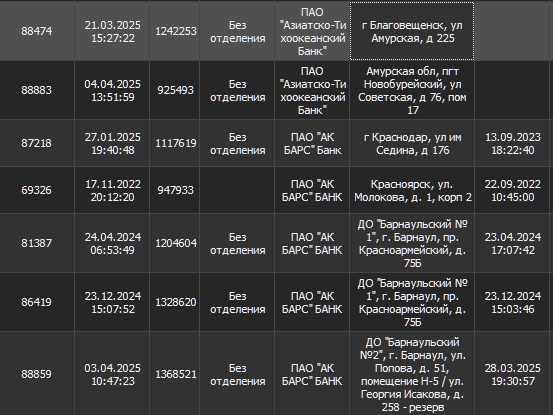 88474 21.03.2025 15:27:22 1242253 Без отделения ПАО "Азиатско-Тихоокеанский Банк" г Благовещенск, ул Амурская, д 225
88883 04.04.2025 13:51:59 925493 Без отделения ПАО "Азиатско-Тихоокеанский Банк" Амурская обл, пгт Новобурейский, ул Советская, д 76, пом 17
87218 27.01.2025 19:40:48 1117619 Без отделения ПАО "АК БАРС" Банк г Краснодар, ул им Седина, д 176 13.09.2023 18:22:40
69326 17.11.2022 20:12:20 947933 ПАО "АК БАРС" БАНК Красноярск, ул. Молокова, д. 1, корп 2 22.09.2022 10:45:00
81387 24.04.2024 06:53:49 1204604 Без отделения ПАО "АК БАРС" БАНК ДО "Барнаульский № 1", г. Барнаул, пр. Красноармейский, д. 75Б 23.04.2024 17:07:42
86419 23.12.2024 15:07:52 1328620 Без отделения ПАО "АК БАРС" БАНК ДО "Барнаульский № 1", г. Барнаул, пр. Красноармейский, д. 75Б 23.12.2024 15:03:46
88859 03.04.2025 10:47:23 1368521 Без отделения ПАО "АК БАРС" БАНК ДО "Барнаульский №2", г. Барнаул, ул. Попова, д. 51, помещение Н-5 / ул. Георгия Исакова, д. 258 - резерв 28.03.2025 19:30:57